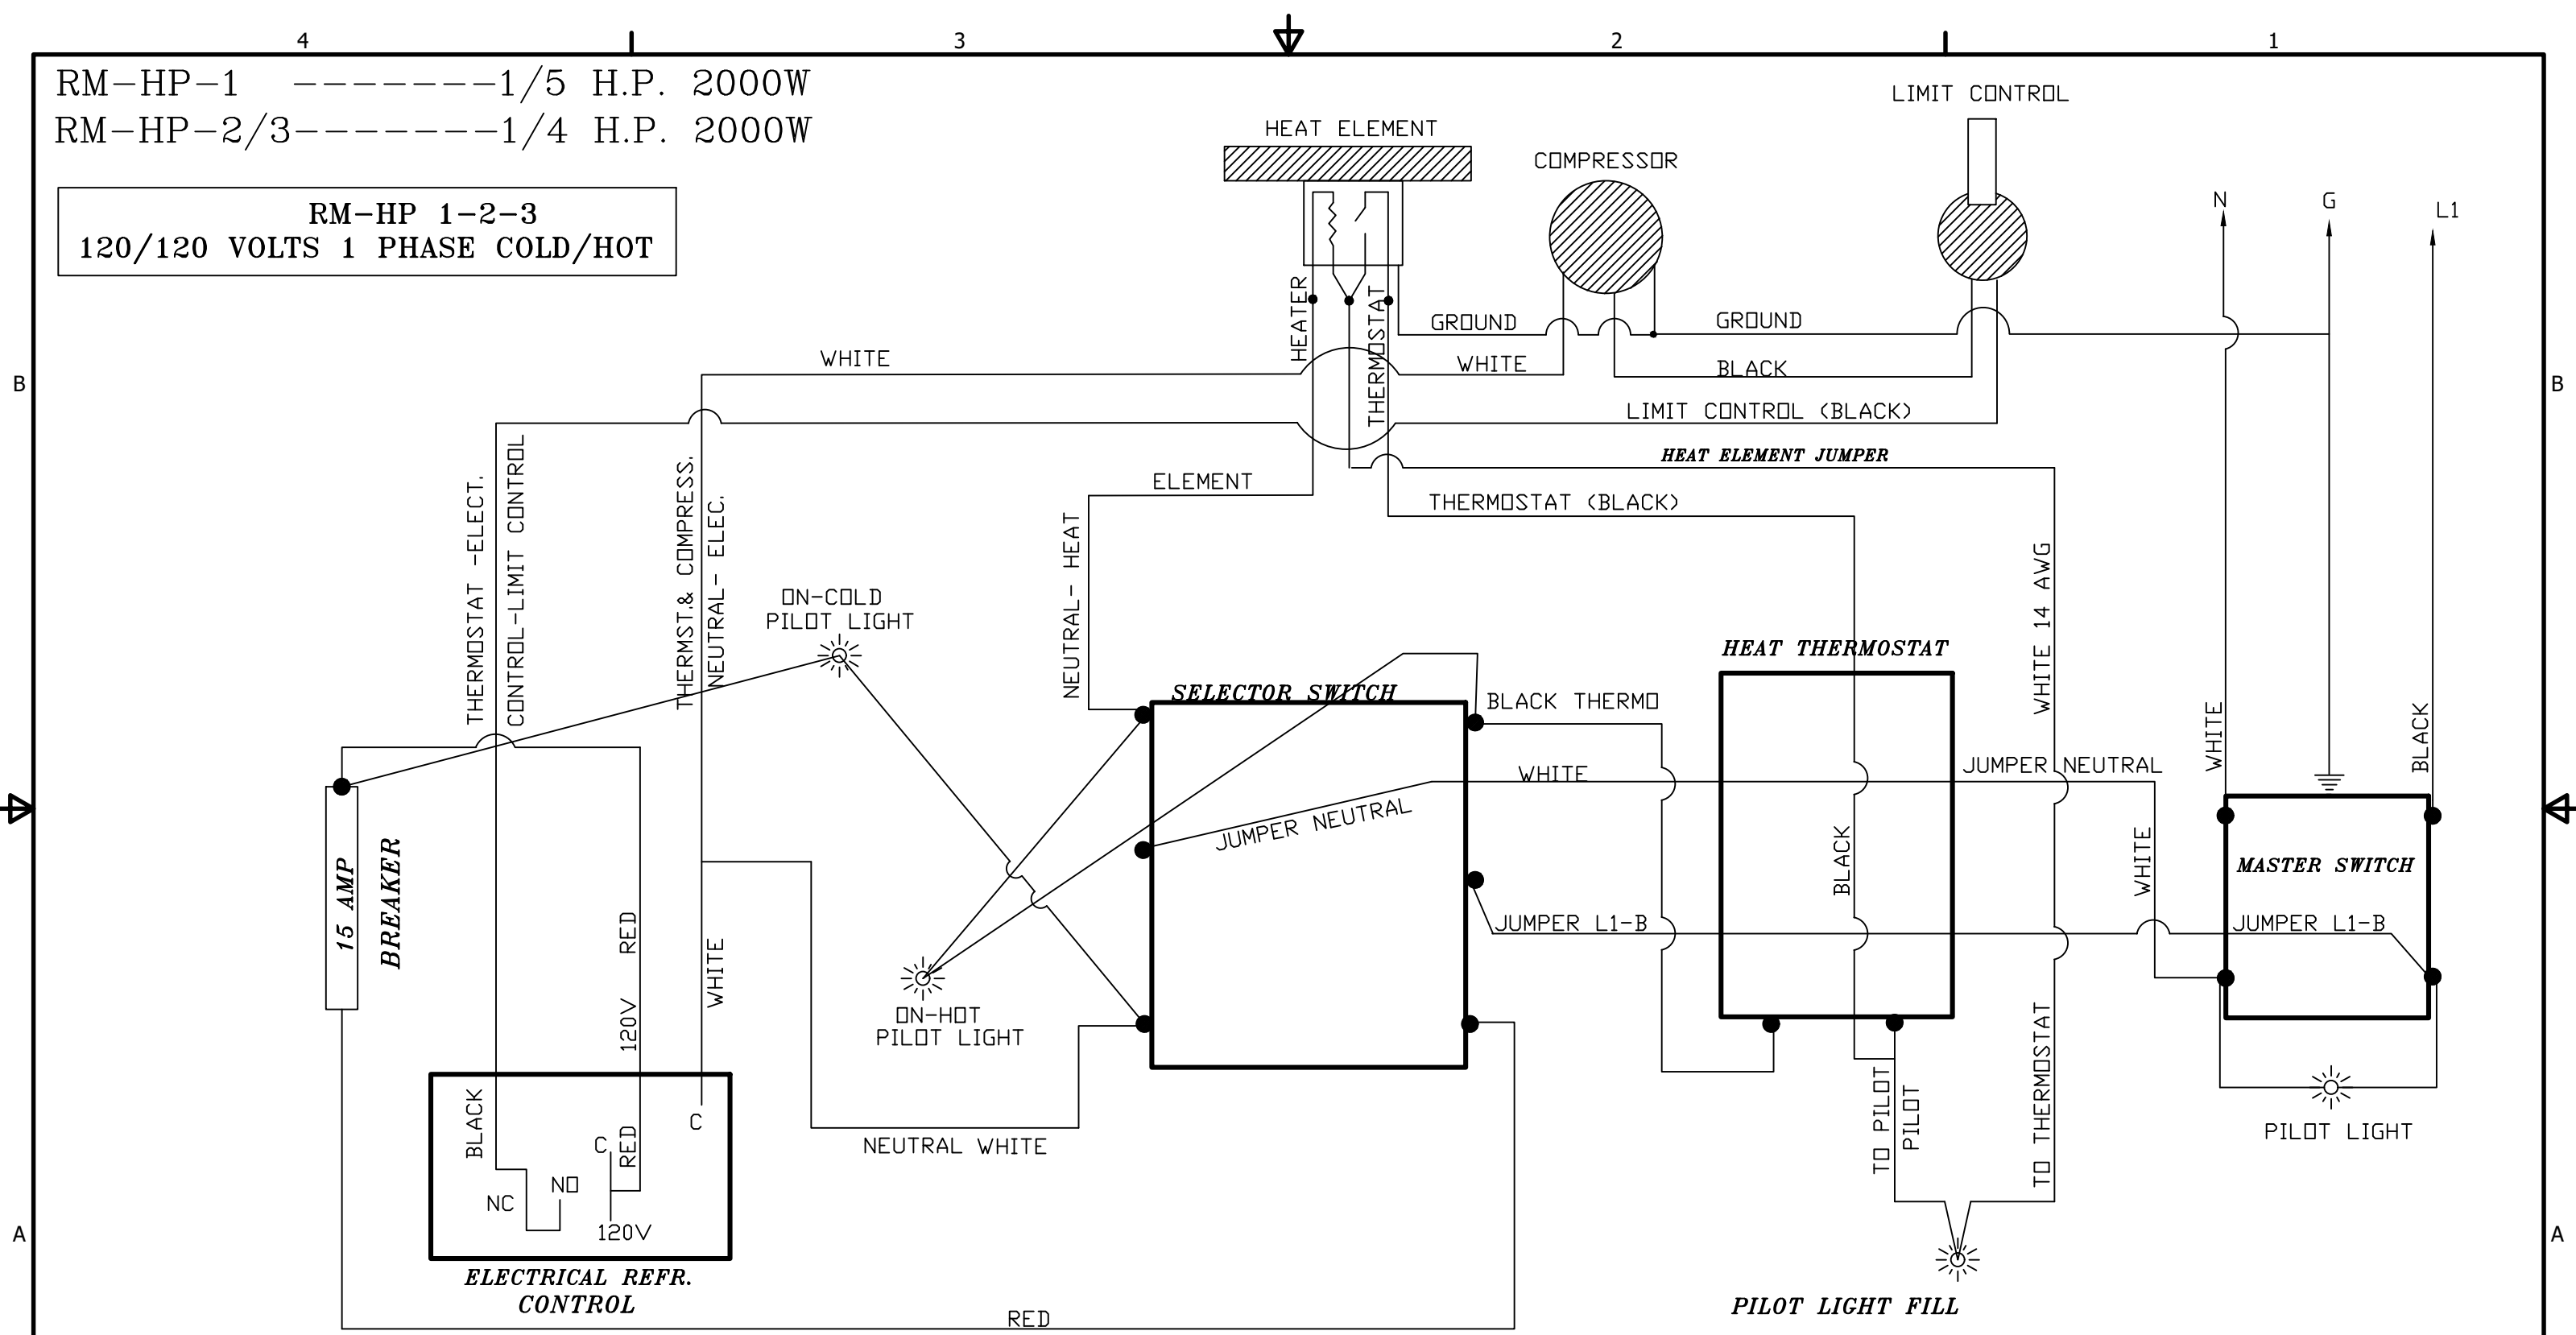 4 3 2 1
RM-HP-1 -------1/5 H.P. 2000W
RM-HP-2/3-------1/4 H.P. 2000W
RM-HP 1-2-3
120/120 VOLTS 1 PHASE COLD/HOT
HEAT ELEMENT
COMPRESSOR
LIMIT CONTROL
N
G
L1
HEATER
THERMOSTAT
GROUND
GROUND
WHITE
WHITE
BLACK
B
B
LIMIT CONTROL (BLACK)
HEAT ELEMENT JUMPER
ELEMENT
THERMOSTAT (BLACK)
THERMOSTAT -ELECT.
CONTROL-LIMIT CONTROL
THERMST.& COMPRESS.
NEUTRAL- ELEC.
NEUTRAL- HEAT
WHITE 14 AWG
ON-COLD
PILOT LIGHT
HEAT THERMOSTAT
SELECTOR SWITCH
BLACK THERMO
WHITE
BLACK
WHITE
JUMPER NEUTRAL
JUMPER NEUTRAL
BLACK
WHITE
MASTER SWITCH
15 AMP
BREAKER
120V RED
WHITE
JUMPER L1-B
JUMPER L1-B
ON-HOT
PILOT LIGHT
TO THERMOSTAT
TO PILOT
PILOT
PILOT LIGHT
BLACK
C
C
RED
NEUTRAL WHITE
NO
NC
120V
A
A
ELECTRICAL REFR.
CONTROL
PILOT LIGHT FILL
RED